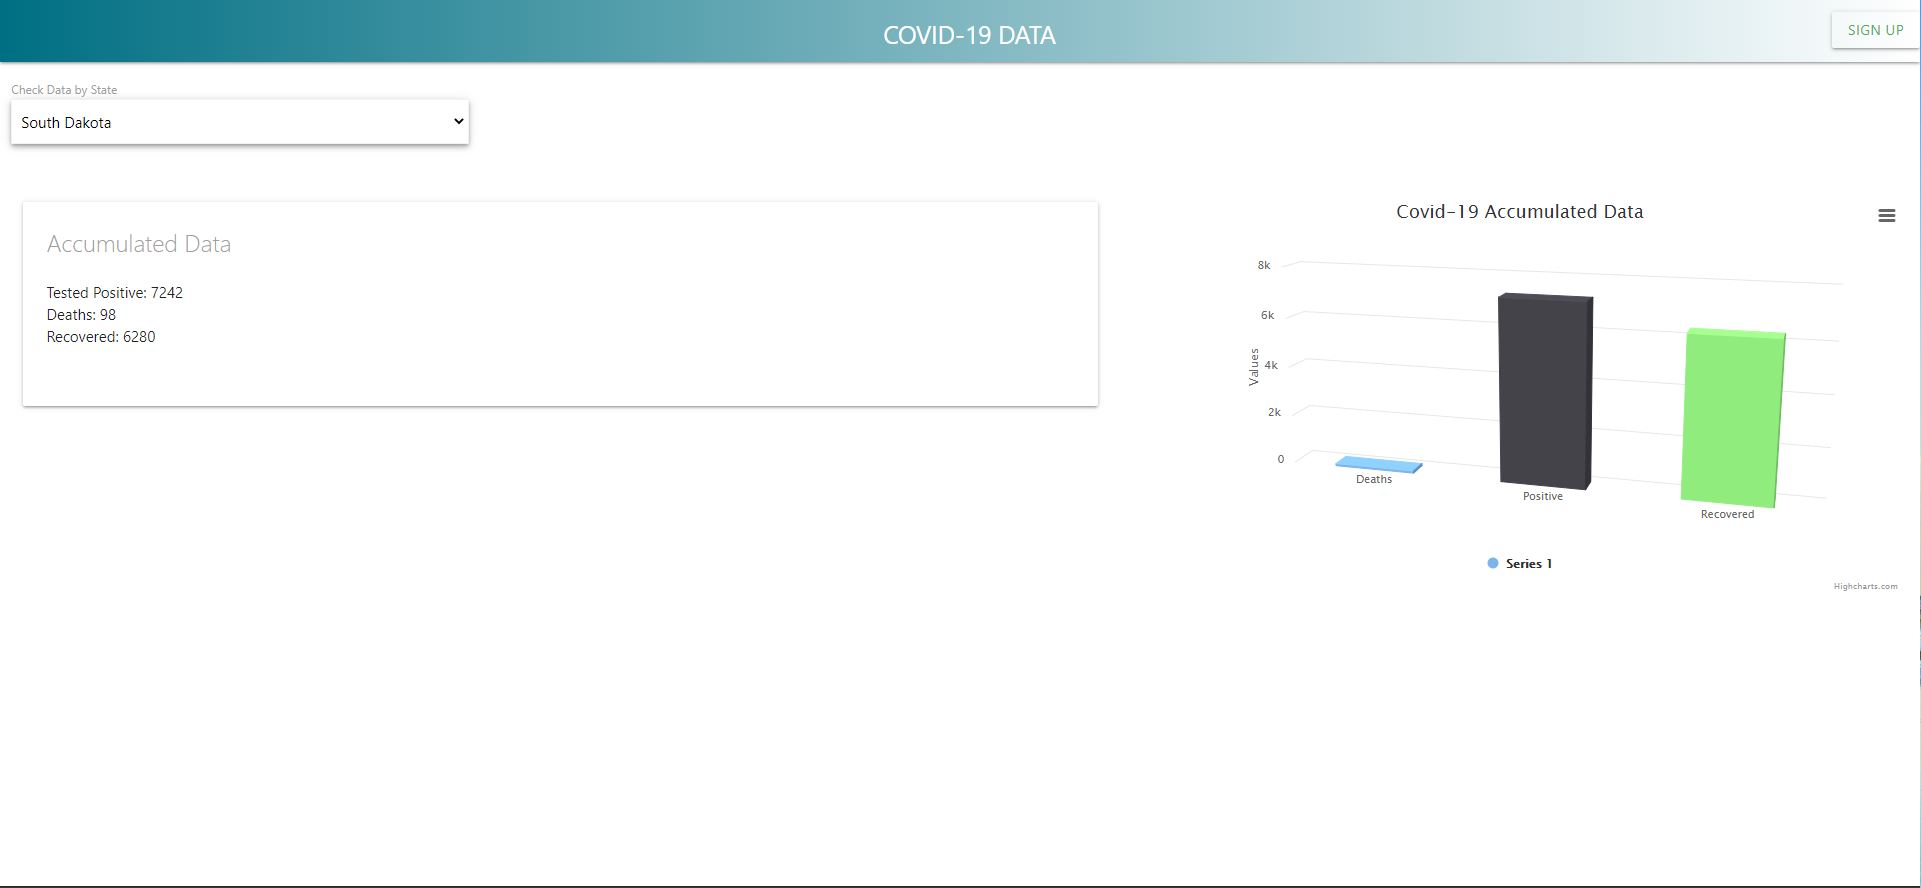 COVID-19 DATA
SIGN UP
Check Data by State
South Dakota
Accumulated Data
Tested Positive: 7242
Deaths: 98
Recovered: 6280
Covid-19 Accumulated Data
8k
6k
4k
2k
0
Values
Deaths
Positive
Recovered
Series 1
Highcharts.com